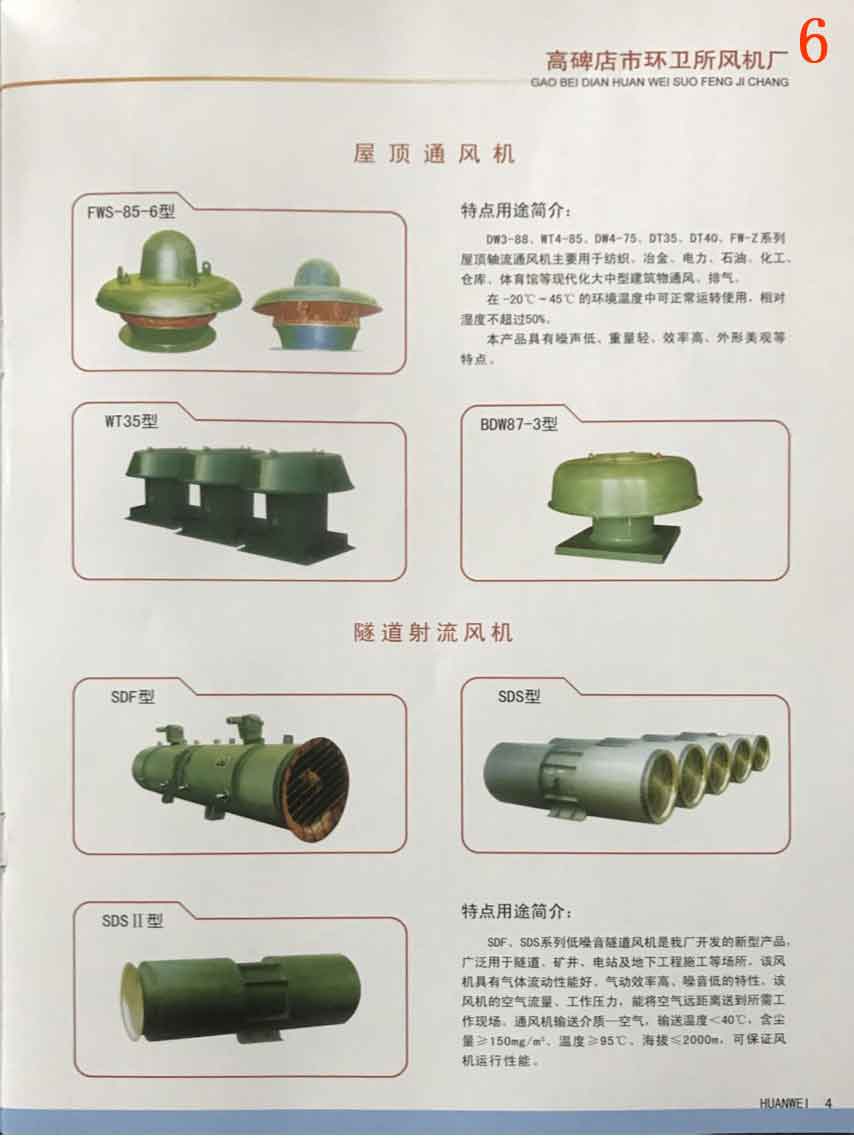 6
高碑店市环卫所风机厂
GAO BEI DIAN HUAN WEI SUO FENG JI CHANG
屋顶通风机
FWS-85-6型
特点用途简介：
DW3-88、WT4-85、DW4-75、DT35、DT40、FW-Z系列
屋顶轴流通风机主要用于纺织、冶金、电力、石油、化工、
仓库、体育馆等现代化大中型建筑物通风、排气。
在-20℃~45℃的环境温度中可正常运转使用，相对
湿度不超过50%。
本产品具有噪声低、重量轻、效率高、外形美观等
特点。
WT35型
BDW87-3型
隧道射流风机
SDF型
SDS型
SDSⅡ型
特点用途简介：
SDF、SDS系列低噪音隧道风机是我厂开发的新型产品，
广泛用于隧道、矿井、电站及地下工程施工等场所。该风
机具有气体流动性能好、气动效率高、噪音低的特性。该
风机的空气流量、工作压力，能将空气远距离送到所需工
作现场。通风机输送介质一空气，输送温度＜40℃，含尘
量≥150mg/m³、温度≥95℃、海拔≤2000m，可保证风
机运行性能。
HUANWEI 4